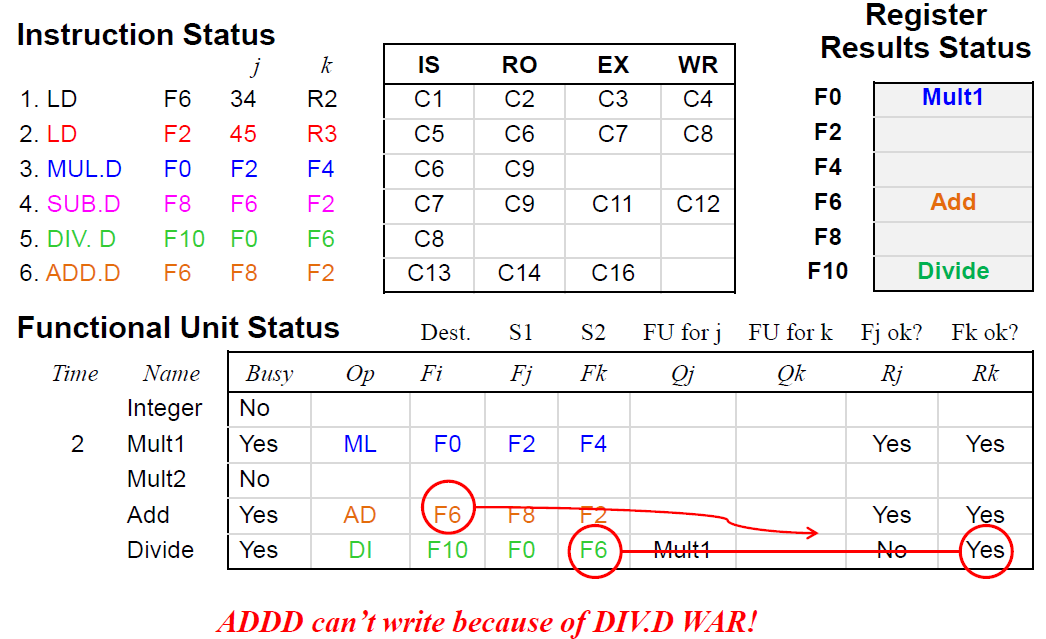 Instruction Status
Register
Results Status
j k
IS RO EX WR
1. LD F6 34 R2 C1 C2 C3 C4
2. LD F2 45 R3 C5 C6 C7 C8
3. MUL.D F0 F2 F4 C6 C9
4. SUB.D F8 F6 F2 C7 C9 C11 C12
5. DIV. D F10 F0 F6 C8
6. ADD.D F6 F8 F2 C13 C14 C16
F0 Mult1
F2
F4
F6 Add
F8
F10 Divide
Functional Unit Status
Dest. S1 S2 FU for j FU for k Fj ok? Fk ok?
Time Name Busy Op Fi Fj Fk Qj Qk Rj Rk
Integer No
2 Mult1 Yes ML F0 F2 F4 Yes Yes
Mult2 No
Add Yes AD F6 F8 F2 Yes Yes
Divide Yes DI F10 F0 F6 Mult1 No Yes
ADDD can't write because of DIV.D WAR!